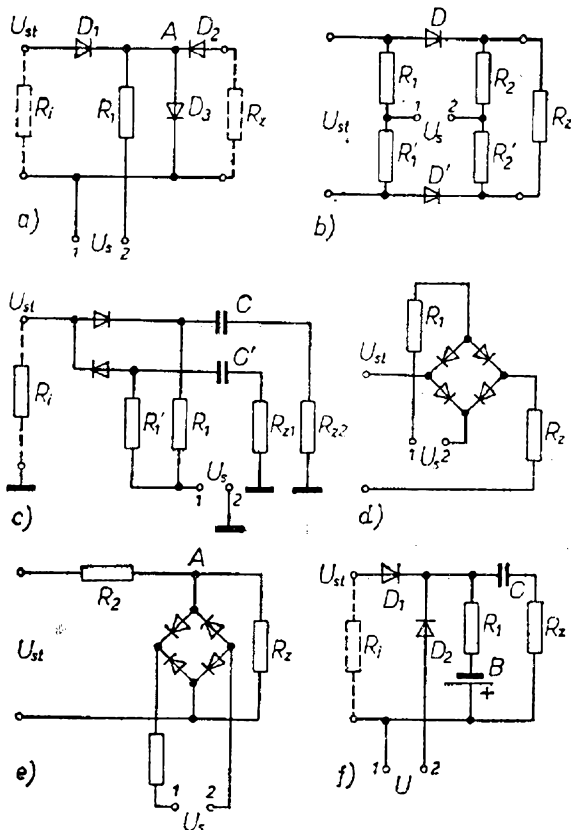 U_st D_1 A D_2
R_i R_1 D_3 R_z
a) 1 U_s 2
D
R_1 R_2
U_st 1 U_s 2 R_z
R_1' R_2'
D'
b)
U_st C
C'
R_i
R_1' R_1 R_z1 R_z2
U_s
1 2
c)
R_1
U_st
1 U_s 2 R_z
d)
A
R_2
U_st R_z
1 2
e) U_s
U_st D_1 C
R_i D_2 R_1 R_z
B
+
f) 1 U 2